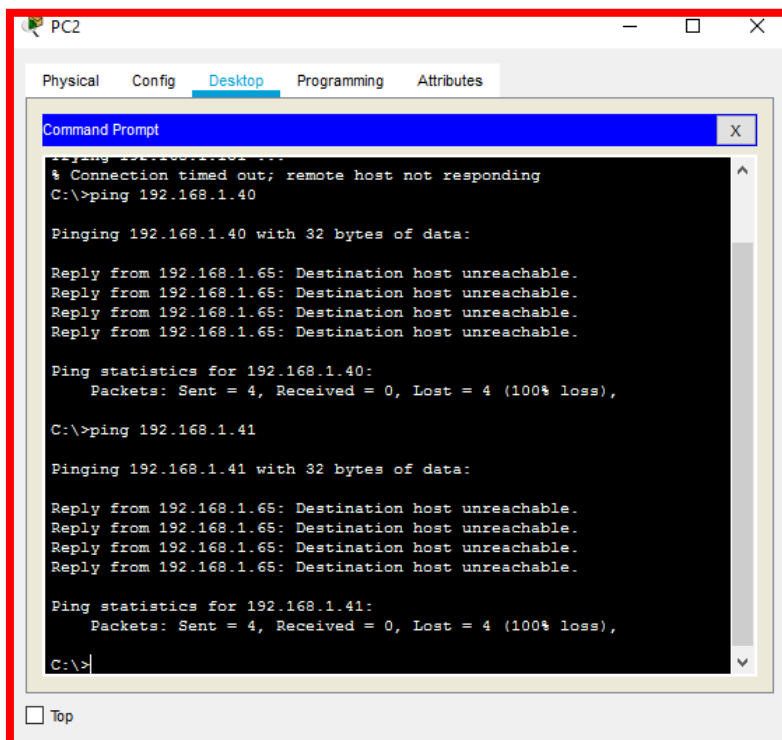 PC2
Physical Config Desktop Programming Attributes
Command Prompt
X
% Connection timed out; remote host not responding
C:\>ping 192.168.1.40
Pinging 192.168.1.40 with 32 bytes of data:
Reply from 192.168.1.65: Destination host unreachable.
Reply from 192.168.1.65: Destination host unreachable.
Reply from 192.168.1.65: Destination host unreachable.
Reply from 192.168.1.65: Destination host unreachable.
Ping statistics for 192.168.1.40:
Packets: Sent = 4, Received = 0, Lost = 4 (100% loss),
C:\>ping 192.168.1.41
Pinging 192.168.1.41 with 32 bytes of data:
Reply from 192.168.1.65: Destination host unreachable.
Reply from 192.168.1.65: Destination host unreachable.
Reply from 192.168.1.65: Destination host unreachable.
Reply from 192.168.1.65: Destination host unreachable.
Ping statistics for 192.168.1.41:
Packets: Sent = 4, Received = 0, Lost = 4 (100% loss),
C:\>
Top